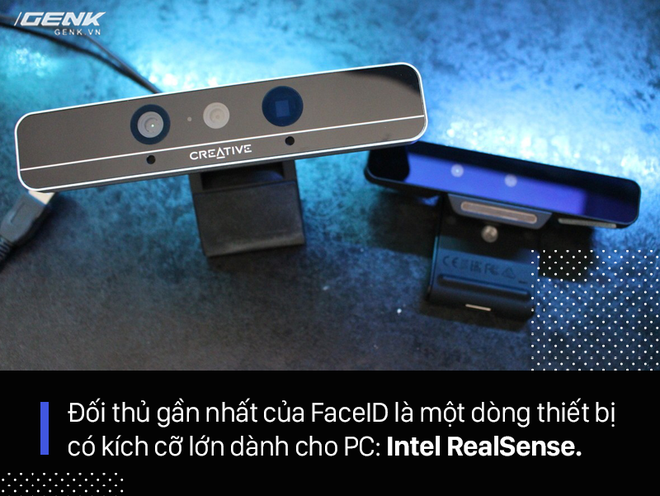 GENK
GENK.VN
CREATIVE
Đối thủ gần nhất của FaceID là một dòng thiết bị
có kích cỡ lớn dành cho PC: Intel RealSense.